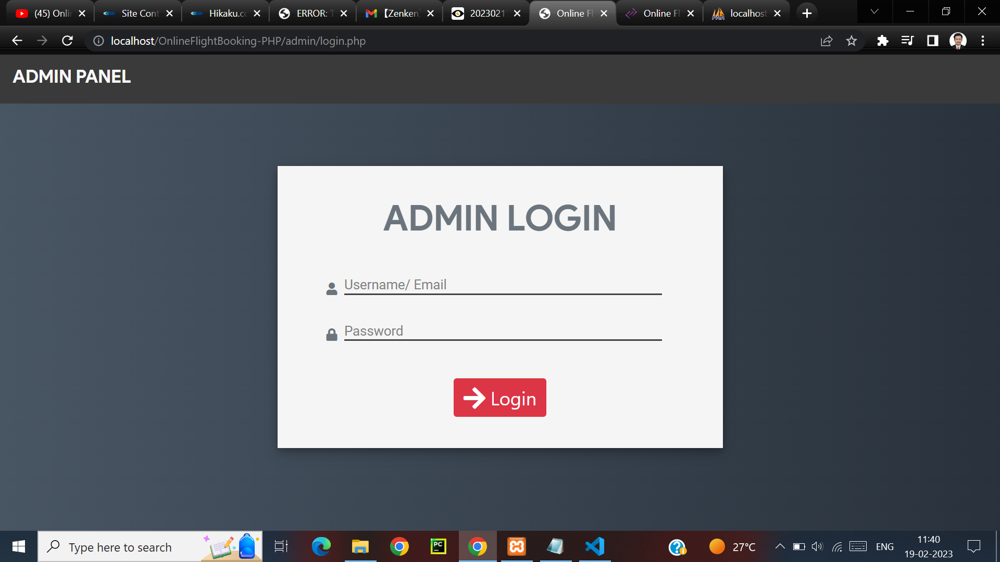 (45) Onli
Site Cont
Hikaku.co
ERROR: T
【Zenken
2023021
Online Fl
Online Fl
localhost
localhost/OnlineFlightBooking-PHP/admin/login.php
ADMIN PANEL
ADMIN LOGIN
Username/ Email
Password
Login
Type here to search
PC
27°C
ENG
11:40
19-02-2023